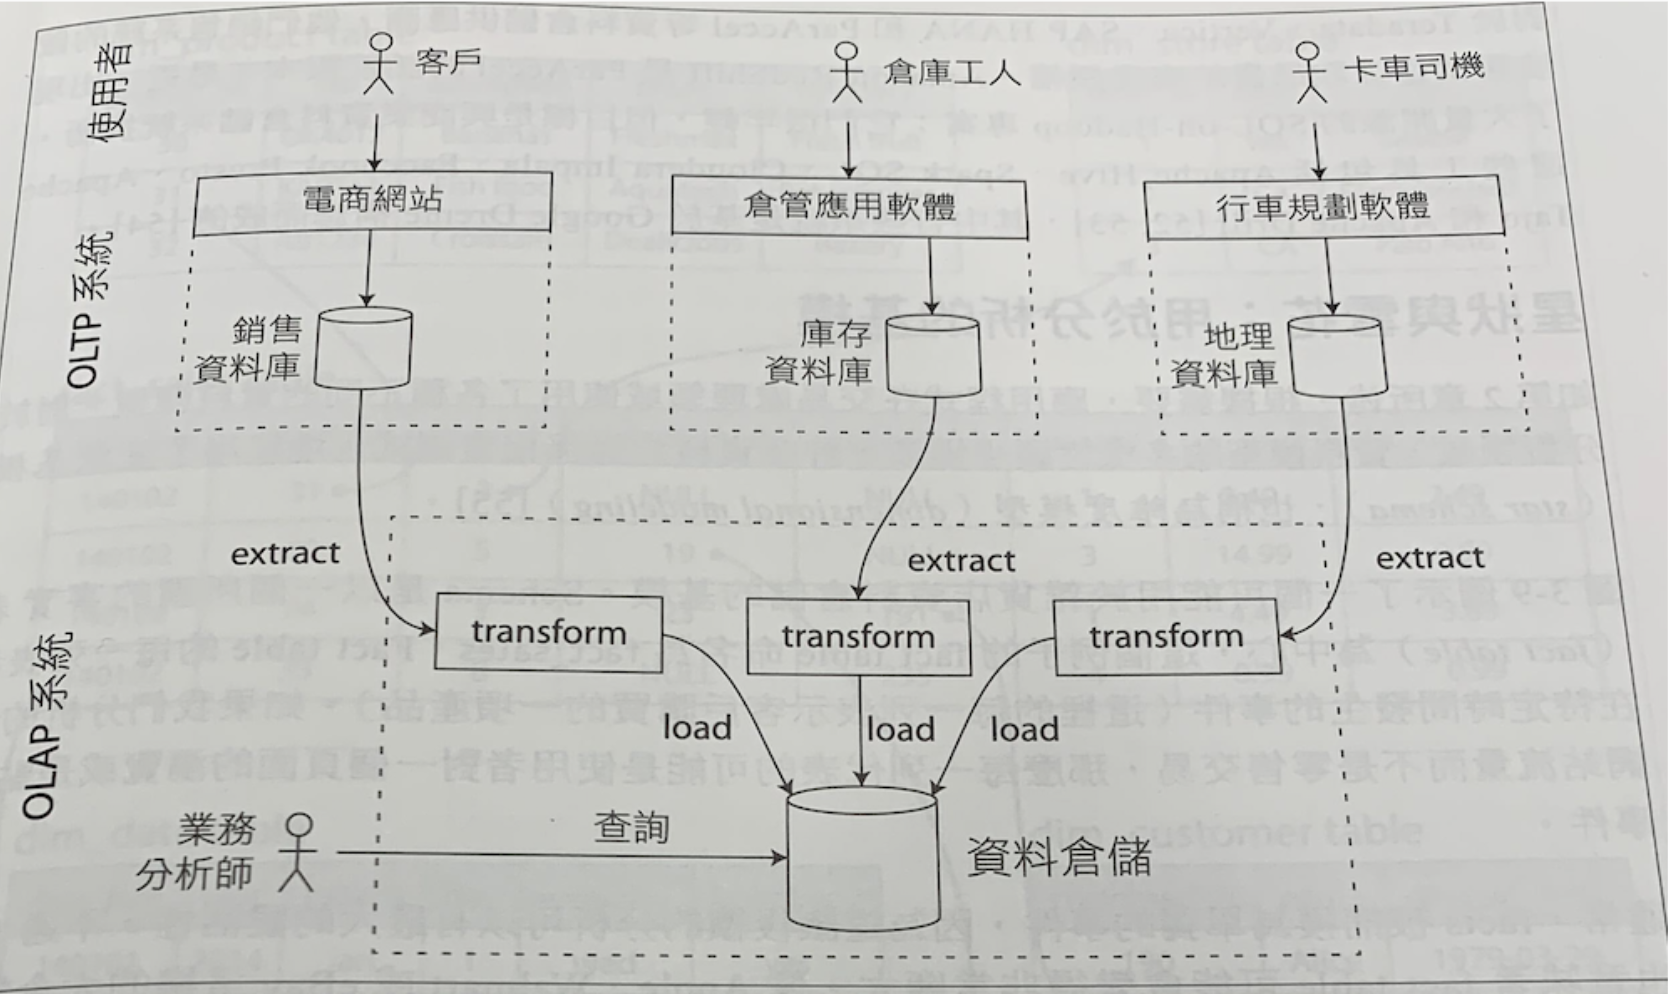 使用者
客戶
倉庫工人
卡車司機
電商網站
倉管應用軟體
行車規劃軟體
OLTP 系統
銷售
資料庫
庫存
資料庫
地理
資料庫
extract
extract
extract
transform
transform
transform
OLAP 系統
load
load
load
業務
分析師
查詢
資料倉儲